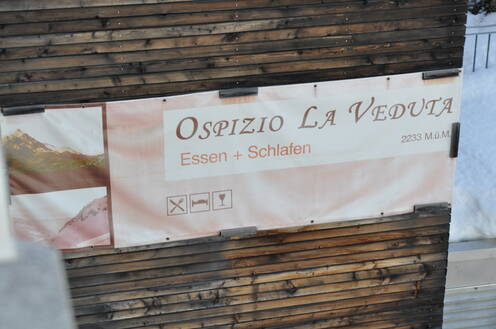 OSPIZIO LA VEDUTA
Essen + Schlafen
2233 M.ü.M.